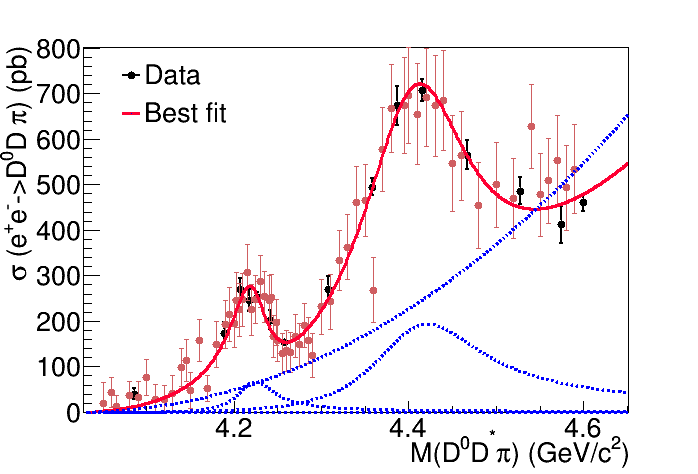 800
700
600
500
400
300
200
100
0
σ (e⁺e⁻->D⁰D π) (pb)
Data
Best fit
4.2 4.4 4.6
M(D⁰D*π) (GeV/c²)